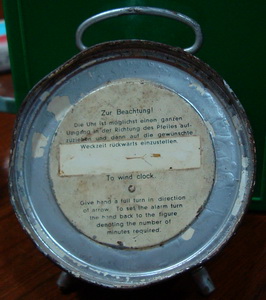 Zur Beachtung!
Die Uhr ist möglichst einen ganzen
Umgang in der Richtung des Pfeiles auf-
zuziehen und dann auf die gewünschte
Weckzeit rückwärts einzustellen.
To wind clock.
Give hand a full turn in direction
of arrow. To set the alarm turn
the hand back to the figure
denoting the number of
minutes required.